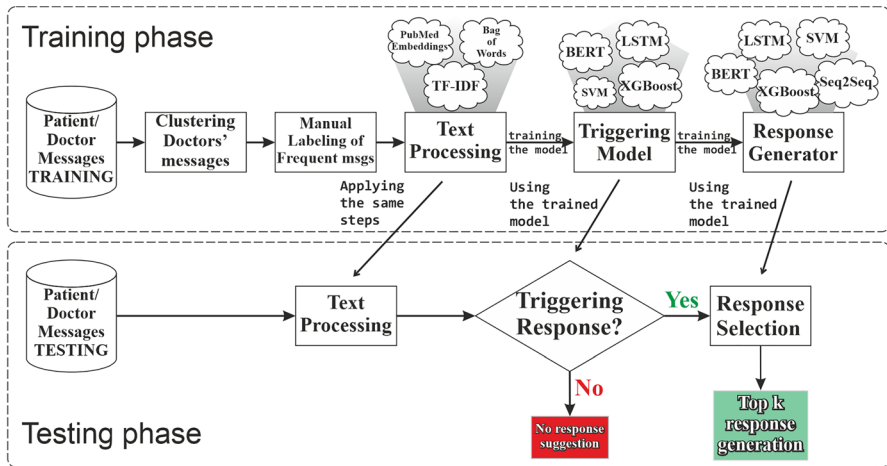 Training phase
PubMed
Embeddings
Bag
of
Words
TF-IDF
BERT
LSTM
SVM
XGBoost
LSTM
SVM
BERT
XGBoost
Seq2Seq
Patient/
Doctor
Messages
TRAINING
Clustering
Doctors'
messages
Manual
Labeling of
Frequent msgs
Text
Processing
training
the model
Triggering
Model
training
the model
Response
Generator
Applying
the same
steps
Using
the trained
model
Using
the trained
model
Patient/
Doctor
Messages
TESTING
Text
Processing
Triggering
Response?
Yes
Response
Selection
No
No response
suggestion
Top k
response
generation
Testing phase